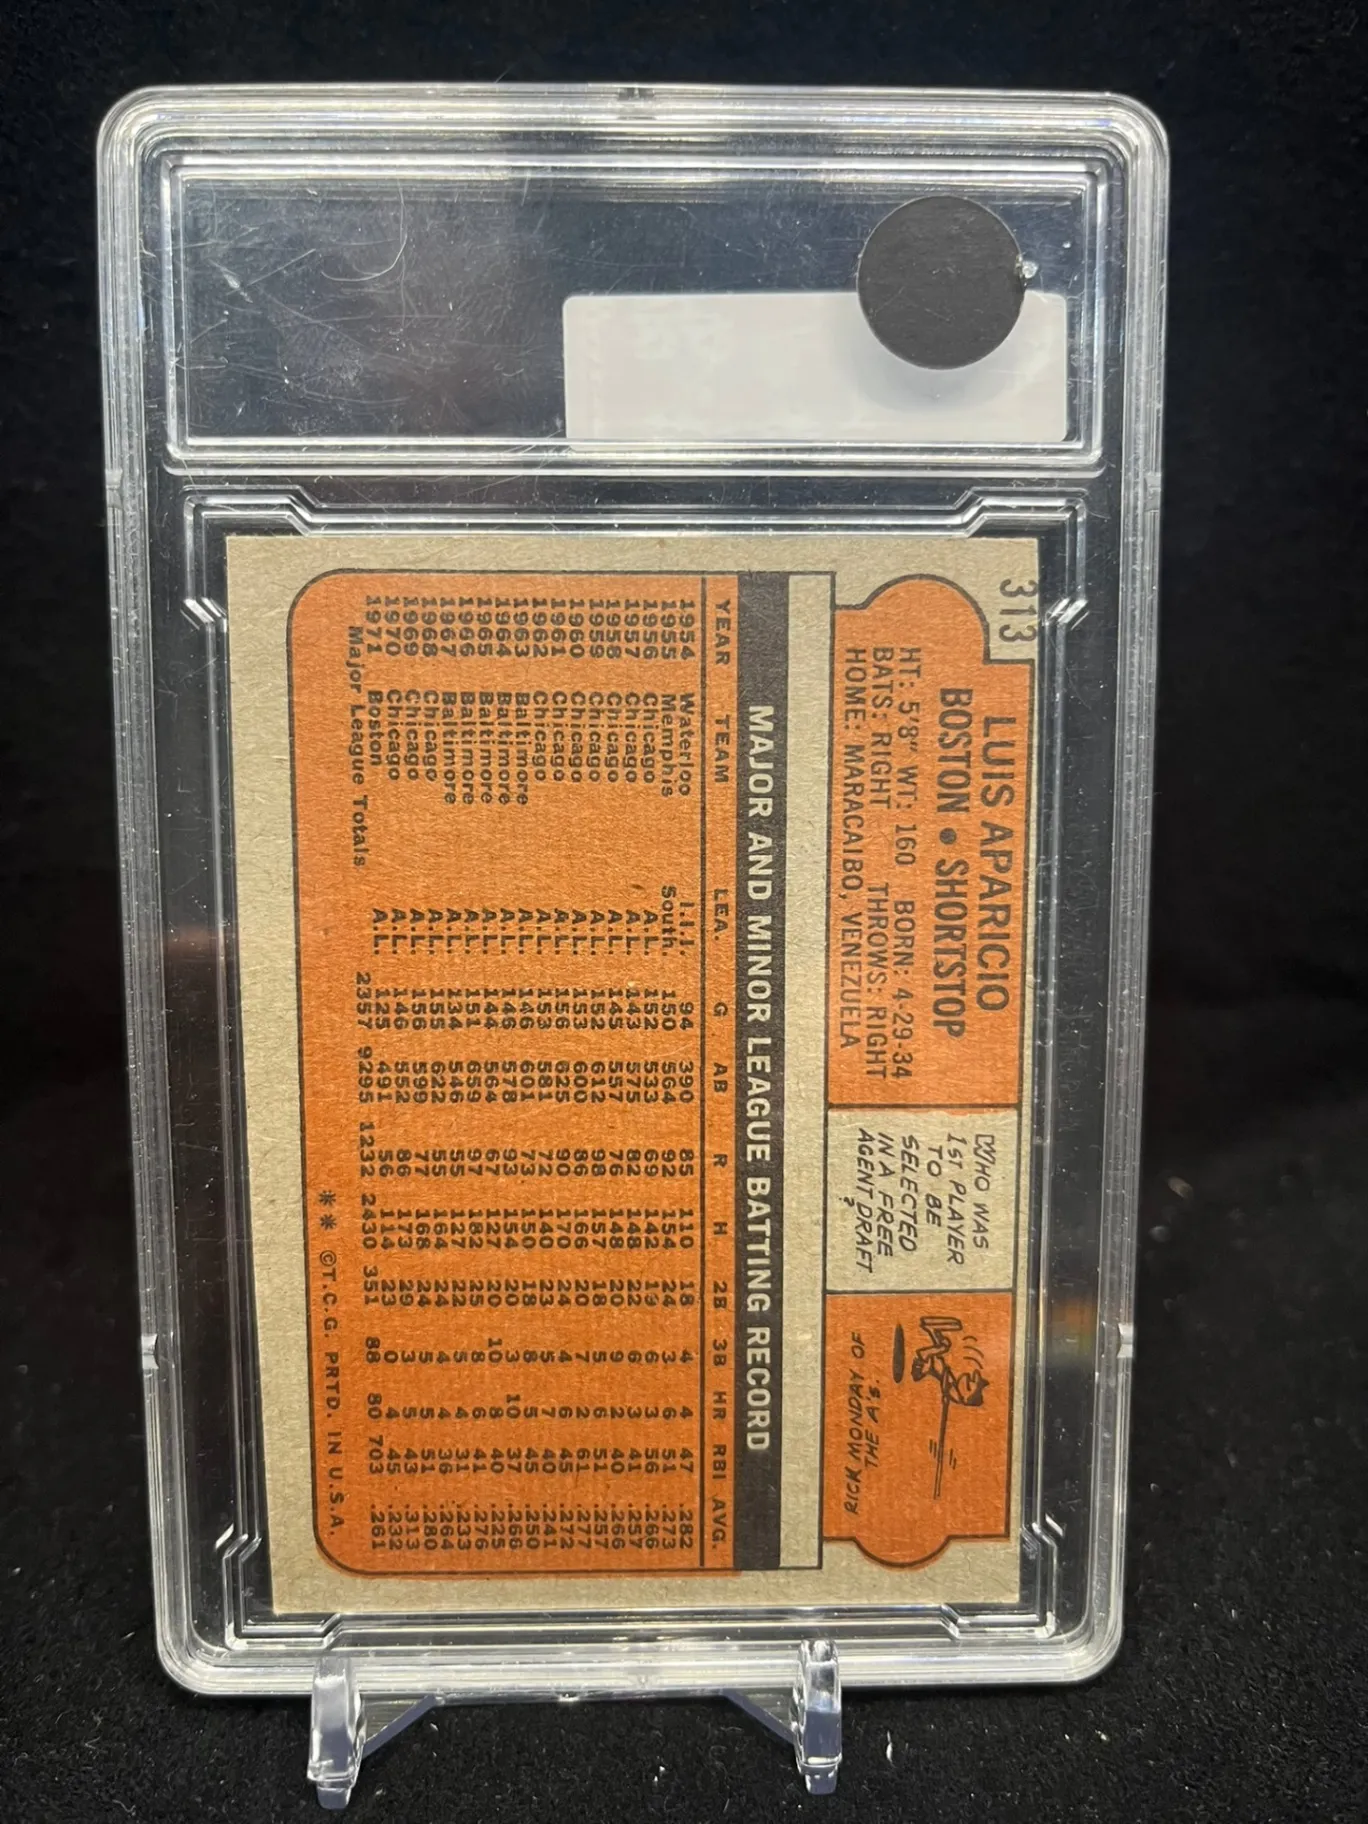 313
LUIS APARICIO
BOSTON • SHORTSTOP
HT: 5'8" WT: 160 BORN: 4-29-34
BATS: RIGHT THROWS: RIGHT
HOME: MARACAIBO, VENEZUELA
WHO WAS
1ST PLAYER
TO BE
SELECTED
IN A FREE
AGENT DRAFT
?
RICK MONDAY OF
THE A'S.
MAJOR AND MINOR LEAGUE BATTING RECORD
YEAR TEAM LEA. G AB R H 2B 3B HR RBI AVG.
1954 Waterloo I.I.I. 94 390 85 110 18 4 4 47 .282
1955 Memphis South. 150 564 92 154 24 3 6 51 .273
1956 Chicago A.L. 152 533 69 142 19 6 3 56 .266
1957 Chicago A.L. 143 575 82 148 22 6 3 41 .257
1958 Chicago A.L. 145 557 76 148 20 9 2 40 .266
1959 Chicago A.L. 152 612 98 157 18 5 6 51 .257
1960 Chicago A.L. 153 600 86 166 20 7 2 61 .277
1961 Chicago A.L. 156 625 90 170 24 4 6 45 .272
1962 Chicago A.L. 153 581 72 140 23 5 7 40 .241
1963 Baltimore A.L. 146 601 73 150 18 8 5 45 .250
1964 Baltimore A.L. 146 578 93 154 20 3 10 37 .266
1965 Baltimore A.L. 144 564 67 127 20 10 8 40 .225
1966 Baltimore A.L. 151 659 97 182 25 8 6 41 .276
1967 Baltimore A.L. 134 546 55 127 22 5 4 31 .233
1968 Chicago A.L. 155 622 55 164 24 4 4 36 .264
1969 Chicago A.L. 156 599 77 168 24 5 5 51 .280
1970 Chicago A.L. 146 552 86 173 29 3 5 43 .313
1971 Boston A.L. 125 491 56 114 23 0 4 45 .232
Major League Totals 2357 9295 1232 2430 351 88 80 703 .261
** ©T.C.G. PRTD. IN U.S.A.